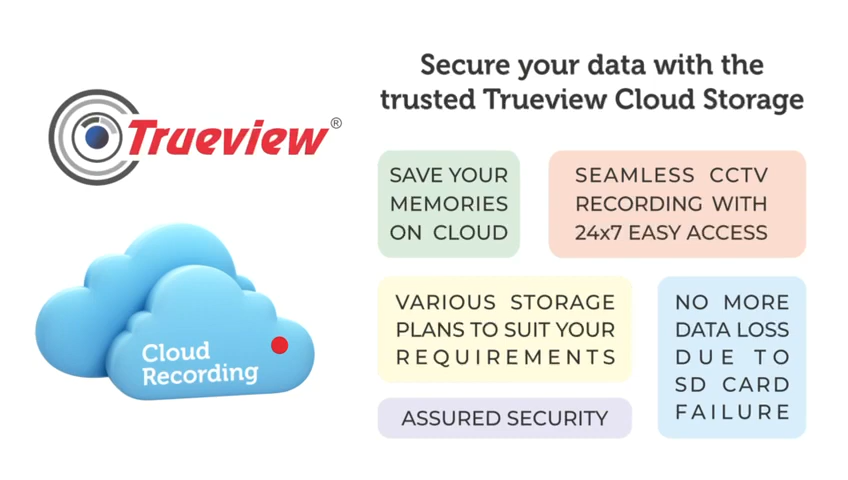 Secure your data with the
trusted Trueview Cloud Storage
Trueview®
SAVE YOUR
MEMORIES
ON CLOUD
SEAMLESS CCTV
RECORDING WITH
24x7 EASY ACCESS
VARIOUS STORAGE
PLANS TO SUIT YOUR
REQUIREMENTS
NO MORE
DATA LOSS
DUE TO
SD CARD
FAILURE
ASSURED SECURITY
Cloud
Recording